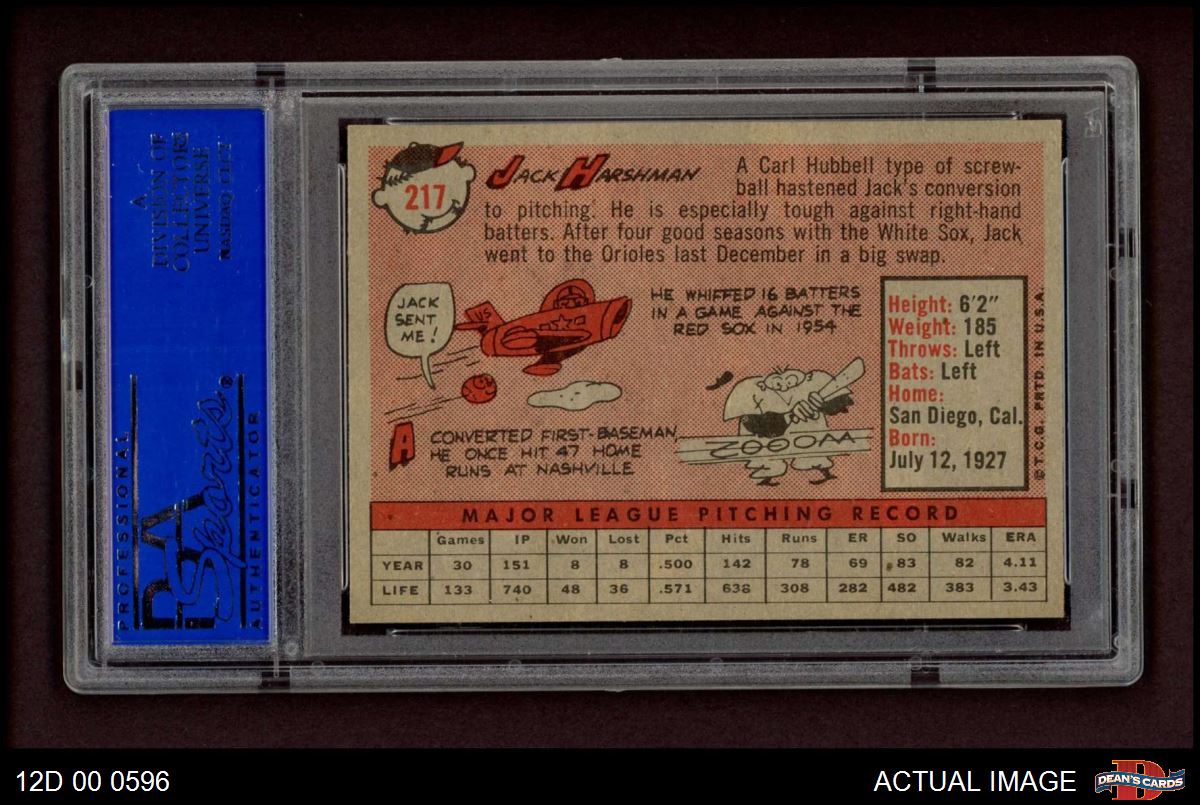 A
DIVISION OF
COLLECTORS
UNIVERSE
NASDAQ: CLCT
PROFESSIONAL
PSA
Sports
®
AUTHENTICATOR
217
JACK HARSHMAN
A Carl Hubbell type of screw-
ball hastened Jack's conversion
to pitching. He is especially tough against right-hand
batters. After four good seasons with the White Sox, Jack
went to the Orioles last December in a big swap.
JACK
SENT
ME!
US
HE WHIFFED 16 BATTERS
IN A GAME AGAINST THE
RED SOX IN 1954
A CONVERTED FIRST-BASEMAN,
HE ONCE HIT 47 HOME
RUNS AT NASHVILLE
ZOOOMM
Height: 6'2"
Weight: 185
Throws: Left
Bats: Left
Home:
San Diego, Cal.
Born:
July 12, 1927
© T.C.G. PRTD. IN U.S.A.
MAJOR LEAGUE PITCHING RECORD
Games IP Won Lost Pct Hits Runs ER SO Walks ERA
YEAR 30 151 8 8 .500 142 78 69 83 82 4.11
LIFE 133 740 48 36 .571 638 308 282 482 383 3.43
12D 00 0596
ACTUAL IMAGE
D
DEAN'S CARDS